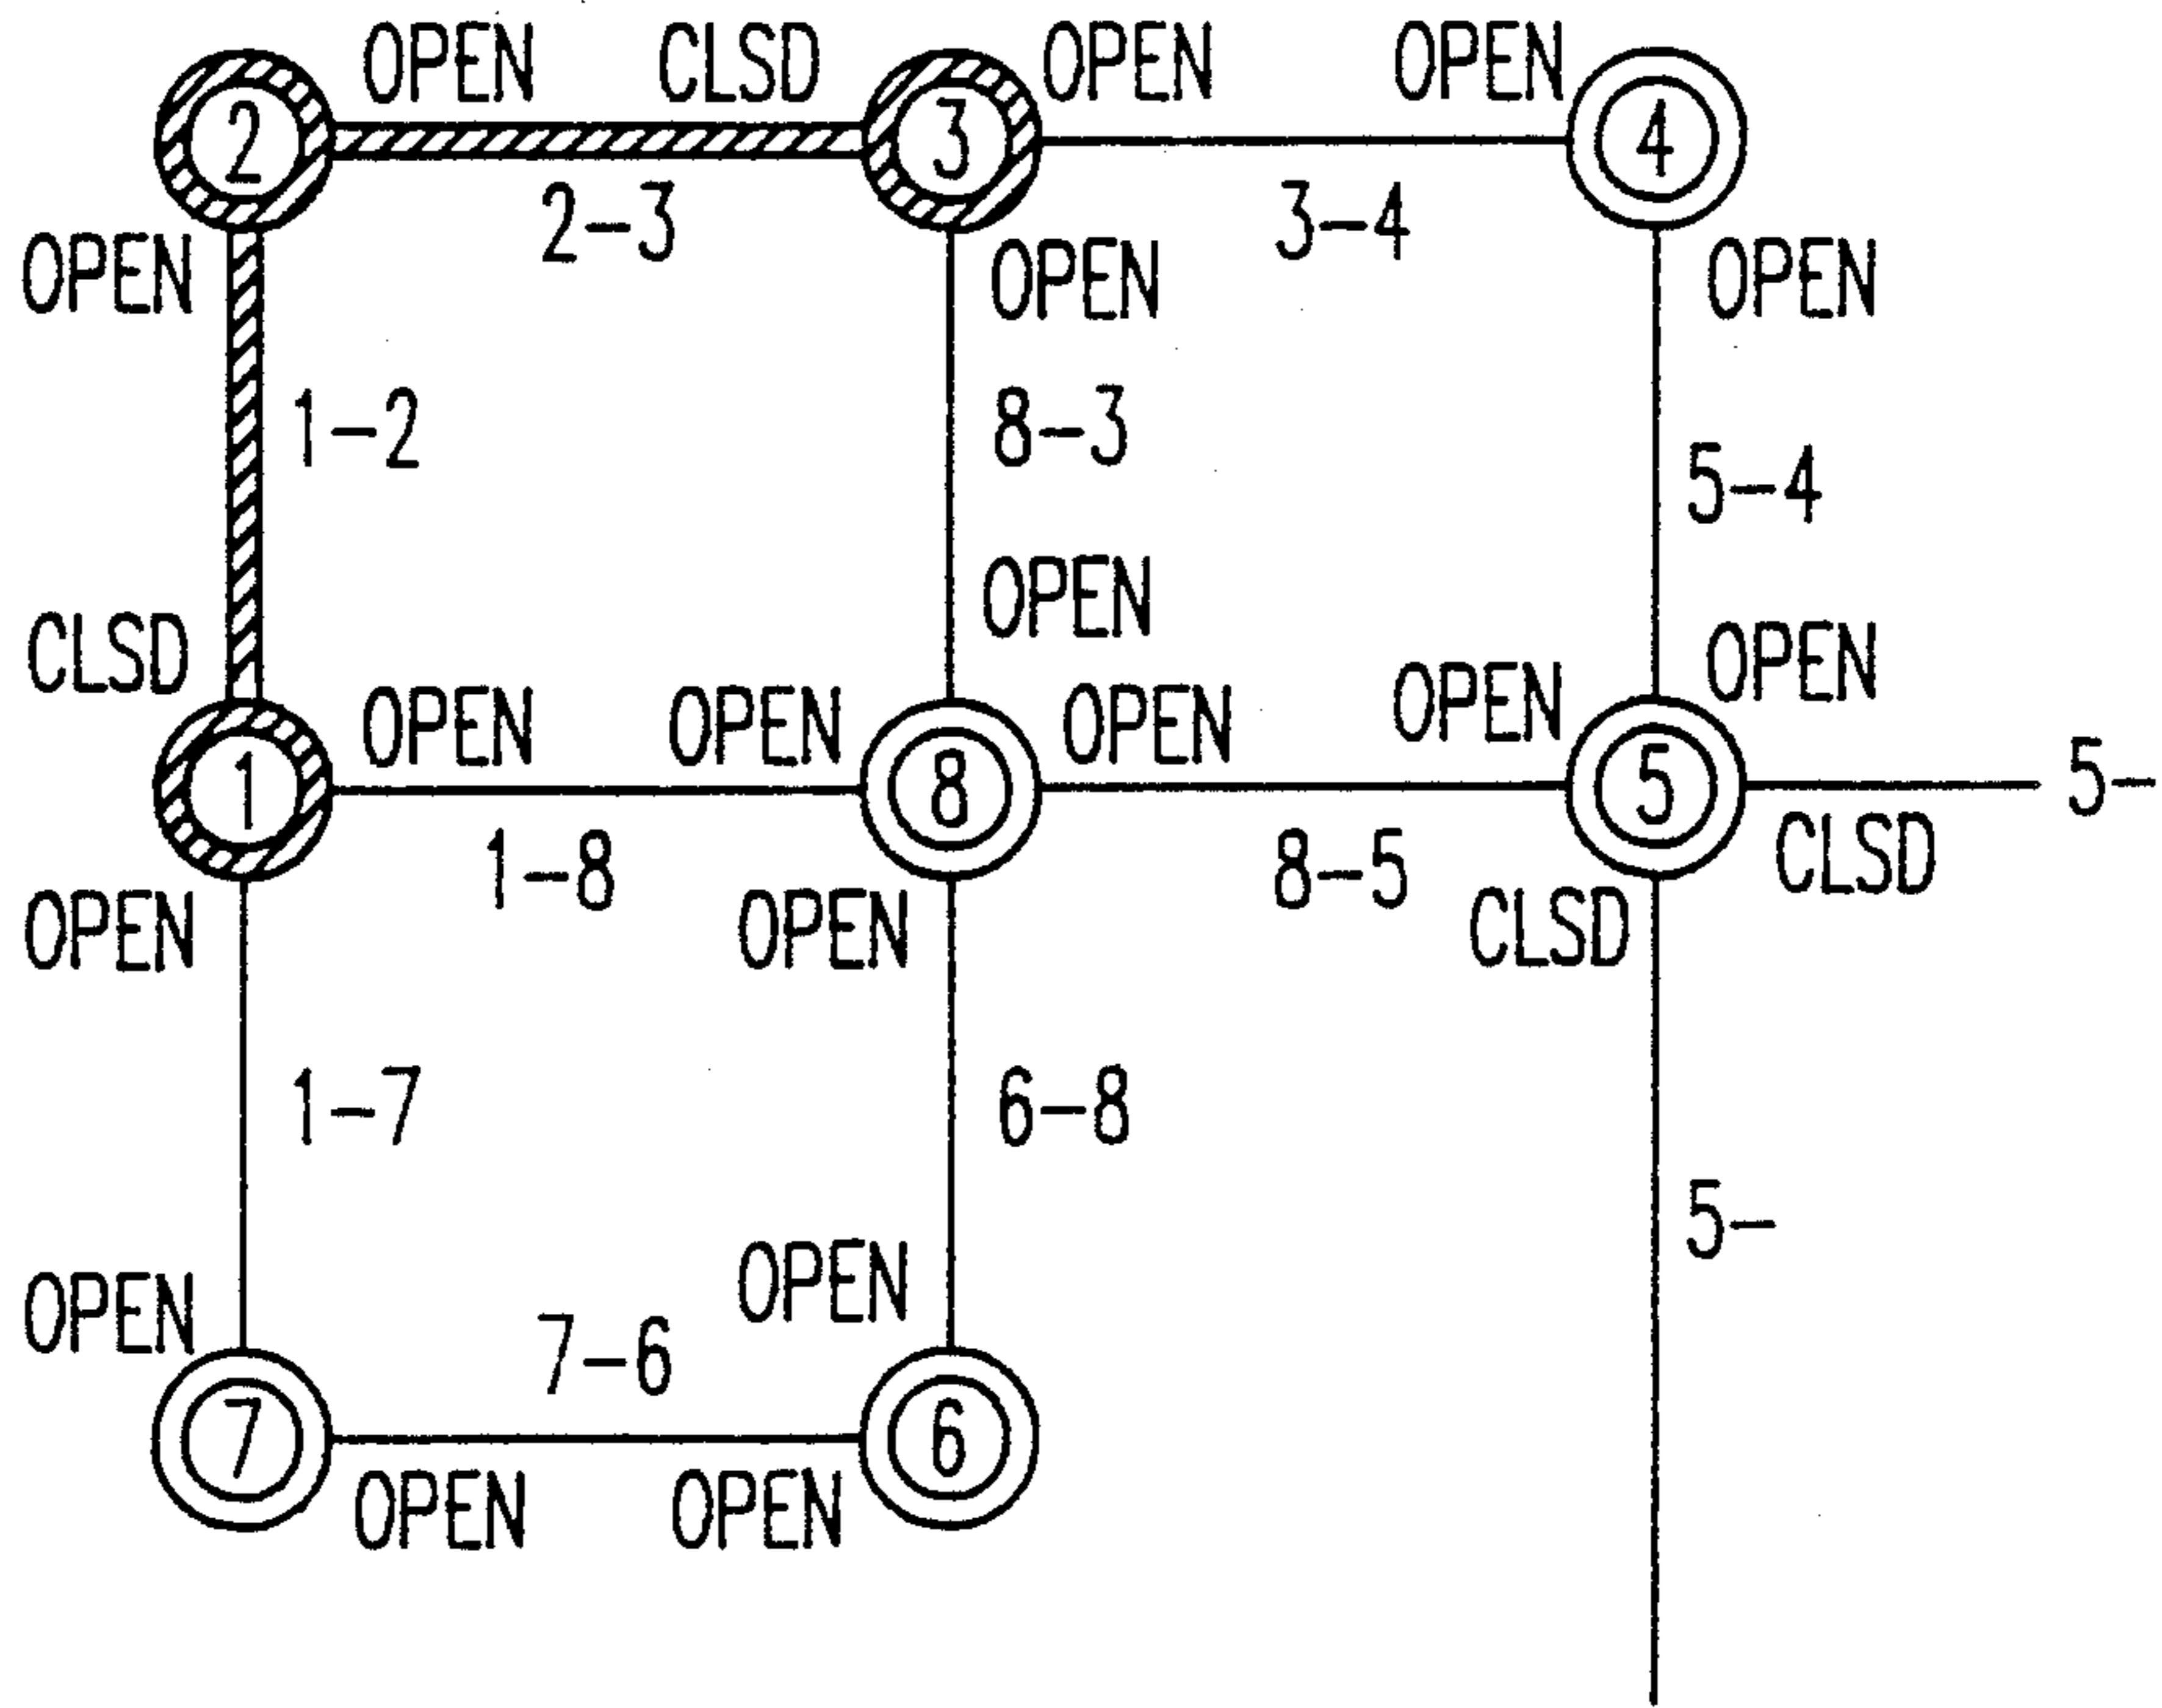 OPEN CLSD OPEN OPEN
2 3 4
2-3 3-4
OPEN OPEN OPEN
1-2 8-3 5-4
OPEN
CLSD OPEN
OPEN OPEN OPEN OPEN
1 8 5 5-
1-8 8-5 CLSD
OPEN OPEN CLSD
1-7 6-8
5-
OPEN OPEN
7-6
7 6
OPEN OPEN